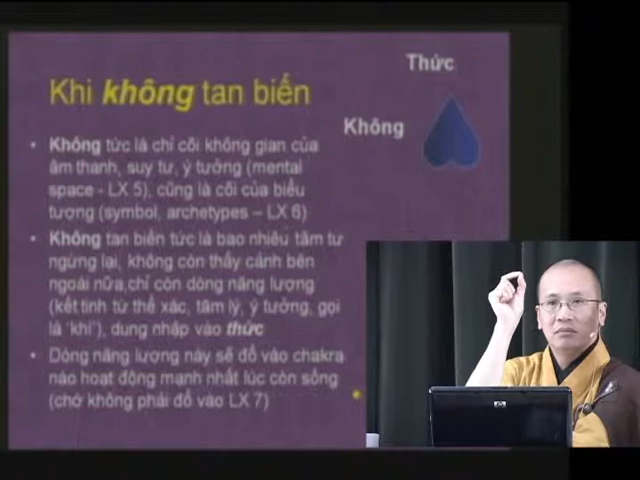 Thức
Khi không tan biến
Không
• Không tức là chỉ cõi không gian của
âm thanh, suy tư, ý tưởng (mental
space - LX 5), cũng là cõi của biểu
tượng (symbol, archetypes – LX 6)
• Không tan biến tức là bao nhiêu tâm tư
ngừng lại, không còn thấy cảnh bên
ngoài nữa,chỉ còn dòng năng lượng
(kết tinh từ thể xác, tâm lý, ý tưởng, gọi
là 'khí'), dung nhập vào thức
• Dòng năng lượng này sẽ đổ vào chakra
nào hoạt động mạnh nhất lúc còn sống
(chớ không phải đổ vào LX 7)
hp